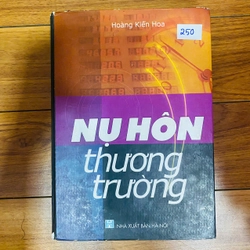 Hoàng Kiến Hoa
250
NỤ HÔN
thương
trường
NHÀ XUẤT BẢN HÀ NỘI